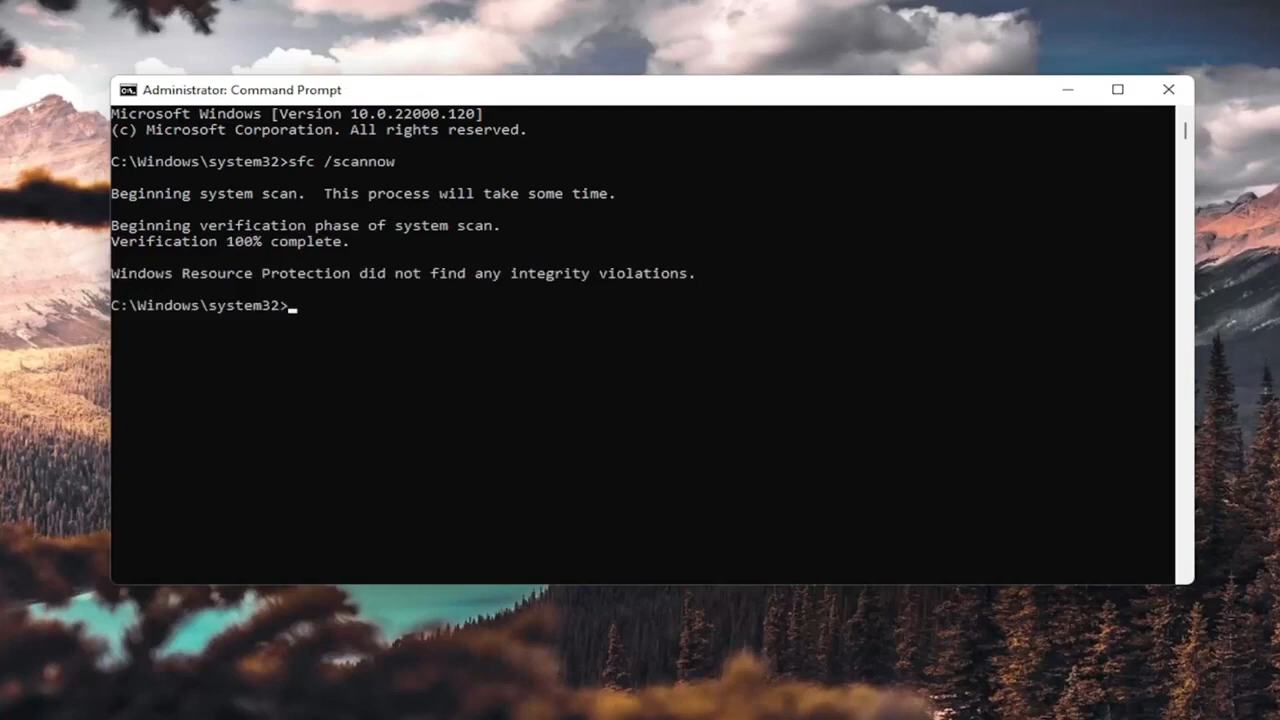 Administrator: Command Prompt
Microsoft Windows [Version 10.0.22000.120]
(c) Microsoft Corporation. All rights reserved.
C:\Windows\system32>sfc /scannow
Beginning system scan.  This process will take some time.
Beginning verification phase of system scan.
Verification 100% complete.
Windows Resource Protection did not find any integrity violations.
C:\Windows\system32>